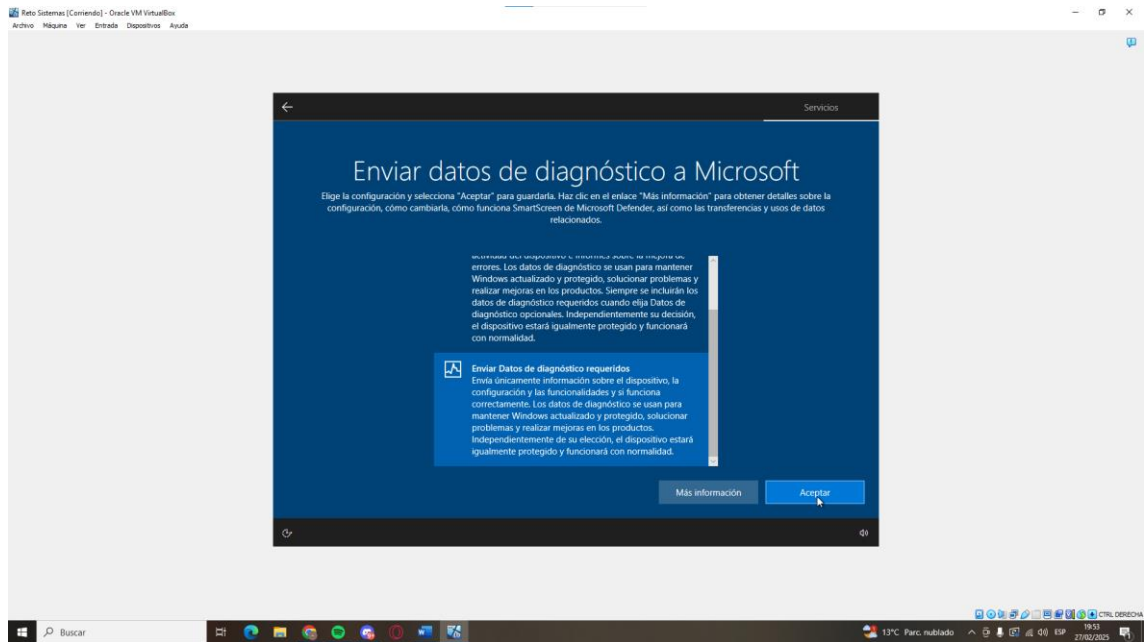 Reto Sistemas [Corriendo] - Oracle VM VirtualBox
Archivo Máquina Ver Entrada Dispositivos Ayuda
Servicios
Enviar datos de diagnóstico a Microsoft
Elige la configuración y selecciona "Aceptar" para guardarla. Haz clic en el enlace "Más información" para obtener detalles sobre la
configuración, cómo cambiarla, cómo funciona SmartScreen de Microsoft Defender, así como las transferencias y usos de datos
relacionados.
actividad del dispositivo e informes sobre la mejora de
errores. Los datos de diagnóstico se usan para mantener
Windows actualizado y protegido, solucionar problemas y
realizar mejoras en los productos. Siempre se incluirán los
datos de diagnóstico requeridos cuando elija Datos de
diagnóstico opcionales. Independientemente su decisión,
el dispositivo estará igualmente protegido y funcionará
con normalidad.
Enviar Datos de diagnóstico requeridos
Envía únicamente información sobre el dispositivo, la
configuración y las funcionalidades y si funciona
correctamente. Los datos de diagnóstico se usan para
mantener Windows actualizado y protegido, solucionar
problemas y realizar mejoras en los productos.
Independientemente de su elección, el dispositivo estará
igualmente protegido y funcionará con normalidad.
Más información
Aceptar
CTRL DERECHA
Buscar
13°C Parc. nublado
ESP
19:53
27/02/2025